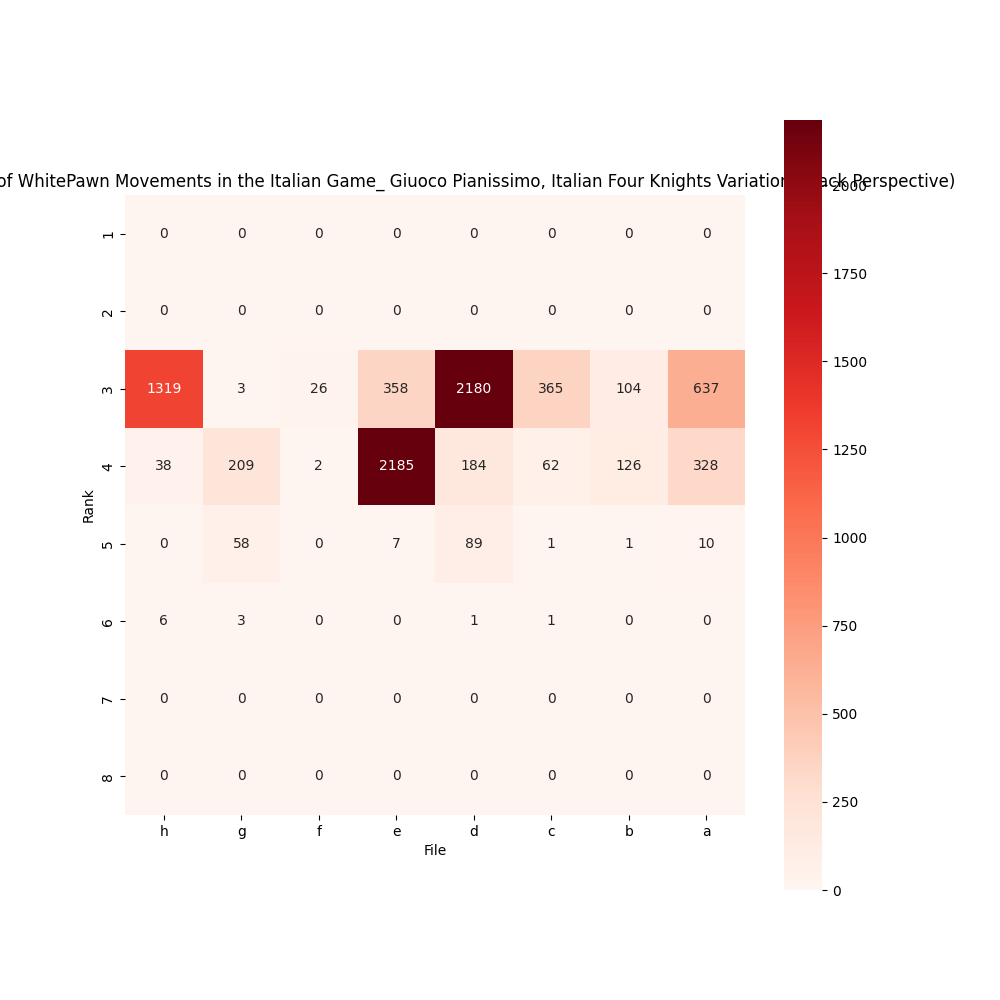 of WhitePawn Movements in the Italian Game_ Giuoco Pianissimo, Italian Four Knights Variation Perspective)
2000
1 0 0 0 0 0 0 0 0
2 0 0 0 0 0 0 0 0
1750
3 1319 3 26 358 2180 365 104 637
1500
4 38 209 2 2185 184 62 126 328
1250
Rank
5 0 58 0 7 89 1 1 10
1000
6 6 3 0 0 1 1 0 0
750
7 0 0 0 0 0 0 0 0
500
8 0 0 0 0 0 0 0 0
250
h g f e d c b a
File
0